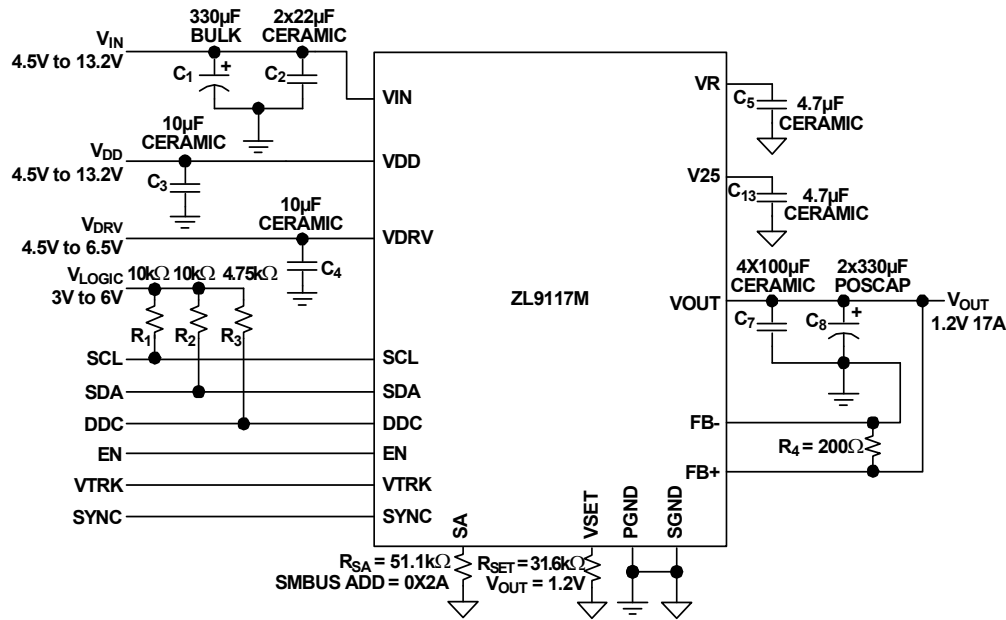 330µF
BULK
2x22µF
CERAMIC
VIN
4.5V to 13.2V
C1
+
C2
VIN
10µF
CERAMIC
VDD
4.5V to 13.2V
C3
VDD
10µF
CERAMIC
VDRV
4.5V to 6.5V
C4
VDRV
VLOGIC
3V to 6V
10kΩ
10kΩ
4.75kΩ
R1
R2
R3
SCL
SCL
SDA
SDA
DDC
DDC
EN
EN
VTRK
VTRK
SYNC
SYNC
ZL9117M
VR
C5
4.7µF
CERAMIC
V25
C13
4.7µF
CERAMIC
4X100µF
CERAMIC
2x330µF
POSCAP
VOUT
C7
C8
+
VOUT
1.2V 17A
FB-
R4 = 200Ω
FB+
SA
VSET
PGND
SGND
RSA = 51.1kΩ
SMBUS ADD = 0X2A
RSET = 31.6kΩ
VOUT = 1.2V